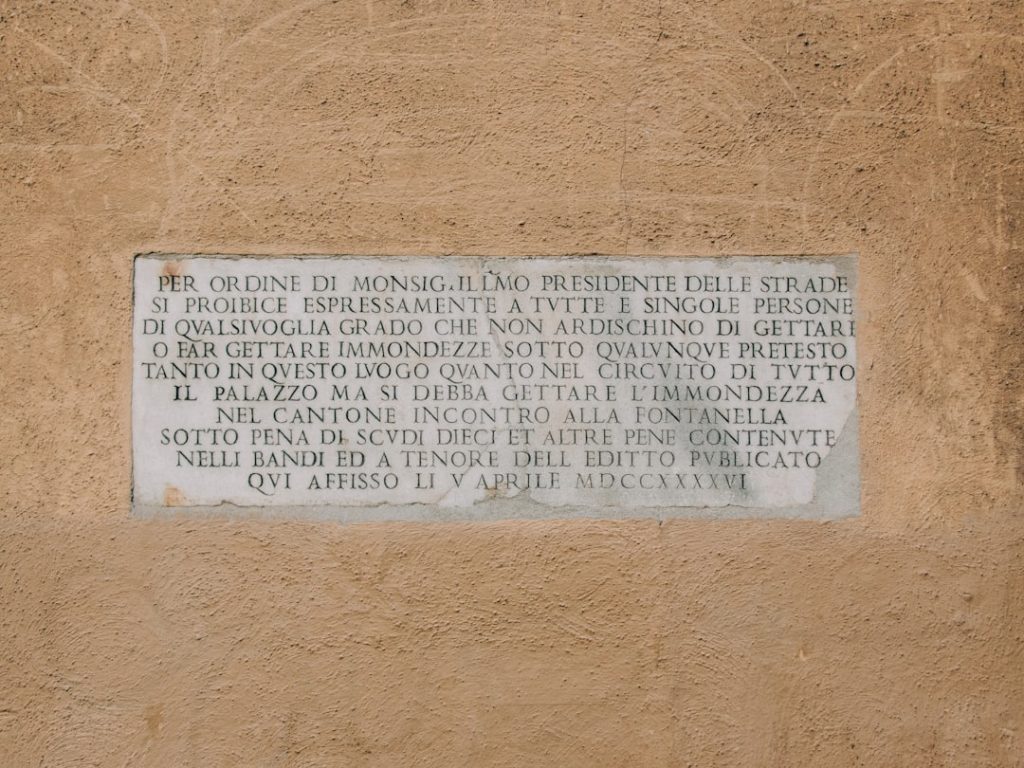 PER ORDINE DI MONSIG. ILLMO PRESIDENTE DELLE STRADE
SI PROIBICE ESPRESSAMENTE A TVTTE E SINGOLE PERSONE
DI QVALSIVOGLIA GRADO CHE NON ARDISCHINO DI GETTARE
O FAR GETTARE IMMONDEZZE SOTTO QVALVNQVE PRETESTO
TANTO IN QVESTO LVOGO QVANTO NEL CIRCVITO DI TVTTO
IL PALAZZO MA SI DEBBA GETTARE L'IMMONDEZZA
NEL CANTONE INCONTRO ALLA FONTANELLA
SOTTO PENA DI SCVDI DIECI ET ALTRE PENE CONTENVTE
NELLI BANDI ED A TENORE DELL EDITTO PVBLICATO
QVI AFFISSO LI V APRILE MDCCXXXXVI